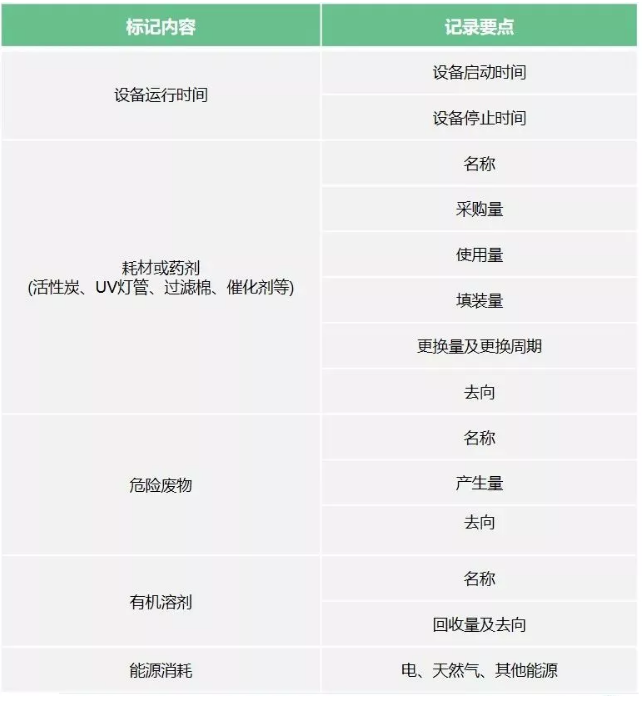 标记内容
记录要点
设备运行时间
设备启动时间
设备停止时间
耗材或药剂
(活性炭、UV灯管、过滤棉、催化剂等)
名称
采购量
使用量
填装量
更换量及更换周期
去向
危险废物
名称
产生量
去向
有机溶剂
名称
回收量及去向
能源消耗
电、天然气、其他能源